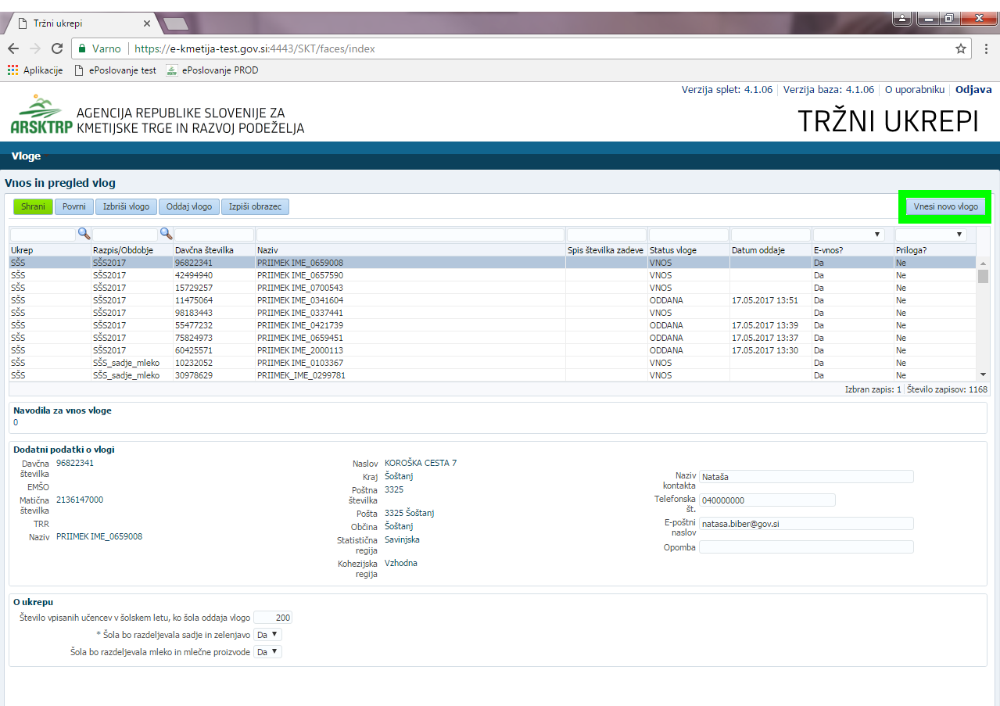 Tržni ukrepi
Varno https://e-kmetija-test.gov.si:4443/SKT/faces/index
Aplikacije ePoslovanje test ePoslovanje PROD
Verzija splet: 4.1.06 Verzija baza: 4.1.06 O uporabniku Odjava
ARSKTRP
AGENCIJA REPUBLIKE SLOVENIJE ZA
KMETIJSKE TRGE IN RAZVOJ PODEŽELJA
TRŽNI UKREPI
Vloge
Vnos in pregled vlog
Shrani Povrni Izbriši vlogo Oddaj vlogo Izpiši obrazec Vnesi novo vlogo
Ukrep Razpis/Obdobje Davčna številka Naziv Spis številka zadeve Status vloge Datum oddaje E-vnos? Priloga?
SŠS SŠS2017 96822341 PRIIMEK IME_0659008 VNOS Da Ne
SŠS SŠS2017 42494940 PRIIMEK IME_0657590 VNOS Da Ne
SŠS SŠS2017 15729257 PRIIMEK IME_0700543 VNOS Da Ne
SŠS SŠS2017 11475064 PRIIMEK IME_0341604 ODDANA 17.05.2017 13:51 Da Ne
SŠS SŠS2017 98183443 PRIIMEK IME_0337441 VNOS Da Ne
SŠS SŠS2017 55477232 PRIIMEK IME_0421739 ODDANA 17.05.2017 13:39 Da Ne
SŠS SŠS2017 75824973 PRIIMEK IME_0659451 ODDANA 17.05.2017 13:37 Da Ne
SŠS SŠS2017 60425571 PRIIMEK IME_2000113 ODDANA 17.05.2017 13:30 Da Ne
SŠS SŠS_sadje_mleko 10232052 PRIIMEK IME_0103367 VNOS Da Ne
SŠS SŠS_sadje_mleko 30978629 PRIIMEK_IME_0299781 VNOS Da Ne
Izbran zapis: 1 Število zapisov: 1168
Navodila za vnos vloge
0
Dodatni podatki o vlogi
Davčna številka 96822341
EMŠO
Matična številka 2136147000
TRR
Naziv PRIIMEK IME_0659008
Naslov KOROŠKA CESTA 7
Kraj Šoštanj
Poštna številka 3325
Pošta 3325 Šoštanj
Občina Šoštanj
Statistična regija Savinjska
Kohezijska regija Vzhodna
Naziv kontakta Nataša
Telefonska št. 040000000
E-poštni naslov natasa.biber@gov.si
Opomba
O ukrepu
Število vpisanih učencev v šolskem letu, ko šola oddaja vlogo 200
* Šola bo razdeljevala sadje in zelenjavo Da
Šola bo razdeljevala mleko in mlečne proizvode Da